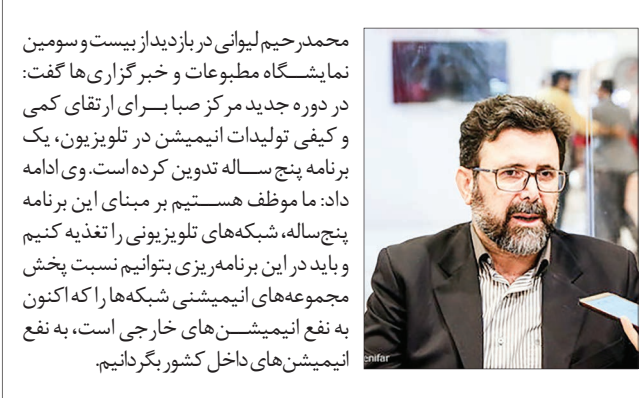 محمدرحیم لیوانی در بازدید از بیست‌وسومین
نمایشگاه مطبوعات و خبرگزاری‌ها گفت:
در دوره جدید مرکز صبا برای ارتقای کمی
و کیفی تولیدات انیمیشن در تلویزیون، یک
برنامه پنج ساله تدوین کرده است. وی ادامه
داد: ما موظف هستیم بر مبنای این برنامه
پنج‌ساله، شبکه‌های تلویزیونی را تغذیه کنیم
و باید در این برنامه‌ریزی بتوانیم نسبت پخش
مجموعه‌های انیمیشنی شبکه‌ها را که اکنون
به نفع انیمیشن‌های خارجی است، به نفع
انیمیشن‌های داخل کشور بگردانیم.
enifar